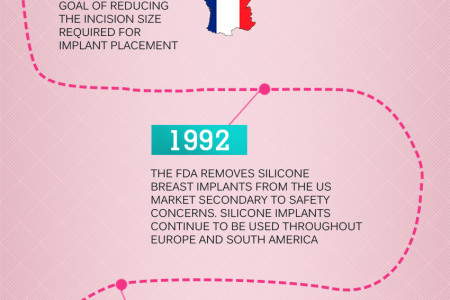 GOAL OF REDUCING
THE INCISION SIZE
REQUIRED FOR
IMPLANT PLACEMENT
1992
THE FDA REMOVES SILICONE
BREAST IMPLANTS FROM THE US
MARKET SECONDARY TO SAFETY
CONCERNS. SILICONE IMPLANTS
CONTINUE TO BE USED THROUGHOUT
EUROPE AND SOUTH AMERICA